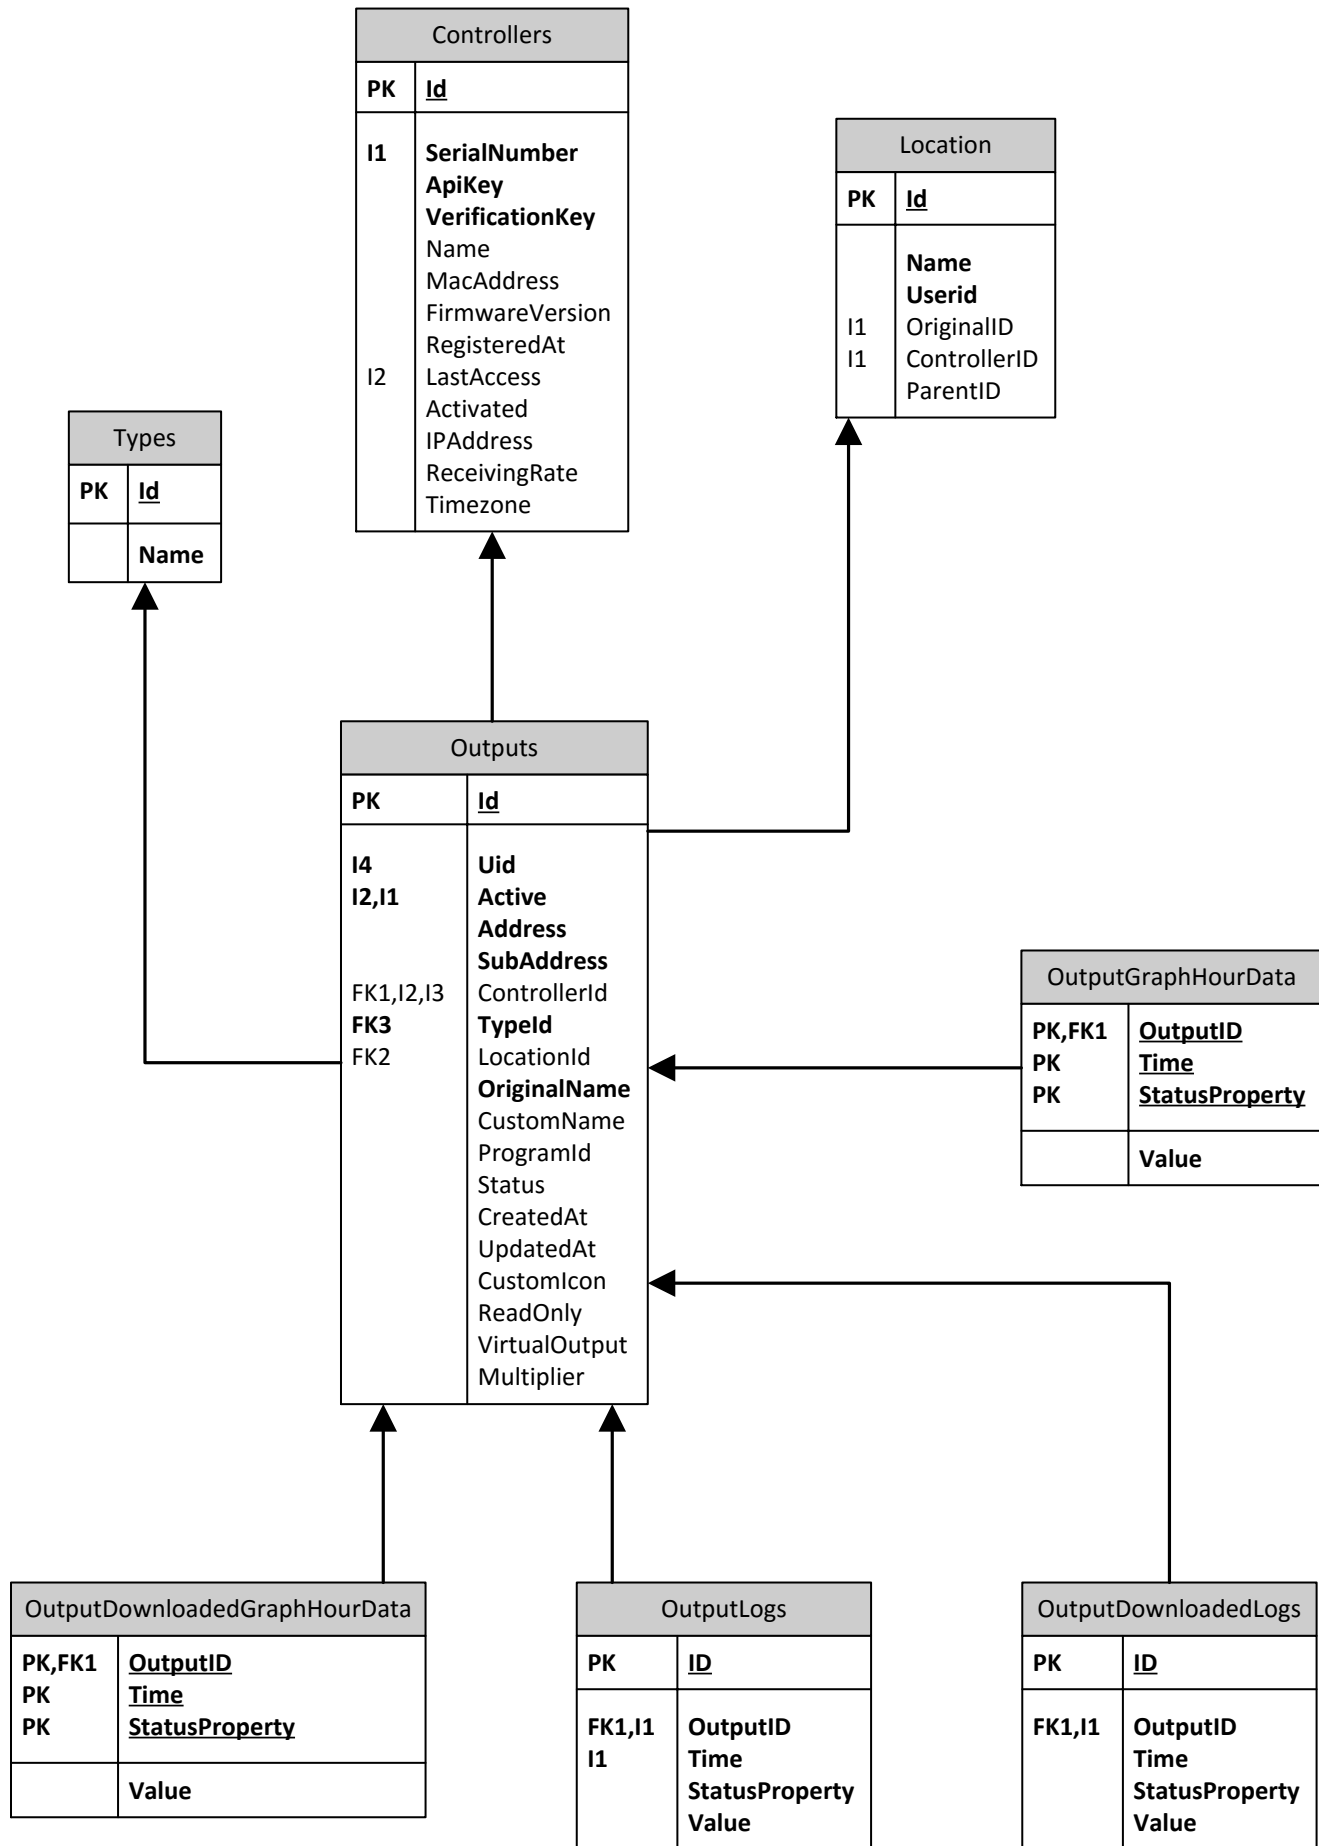 Controllers
PK Id
I1 SerialNumber
ApiKey
VerificationKey
Name
MacAddress
FirmwareVersion
RegisteredAt
I2 LastAccess
Activated
IPAddress
ReceivingRate
Timezone
Location
PK Id
Name
Userid
I1 OriginalID
I1 ControllerID
ParentID
Types
PK Id
Name
Outputs
PK Id
I4 Uid
I2,I1 Active
Address
SubAddress
FK1,I2,I3 ControllerId
FK3 TypeId
FK2 LocationId
OriginalName
CustomName
ProgramId
Status
CreatedAt
UpdatedAt
CustomIcon
ReadOnly
VirtualOutput
Multiplier
OutputGraphHourData
PK,FK1 OutputID
PK Time
PK StatusProperty
Value
OutputDownloadedGraphHourData
PK,FK1 OutputID
PK Time
PK StatusProperty
Value
OutputLogs
PK ID
FK1,I1 OutputID
I1 Time
StatusProperty
Value
OutputDownloadedLogs
PK ID
FK1,I1 OutputID
Time
StatusProperty
Value